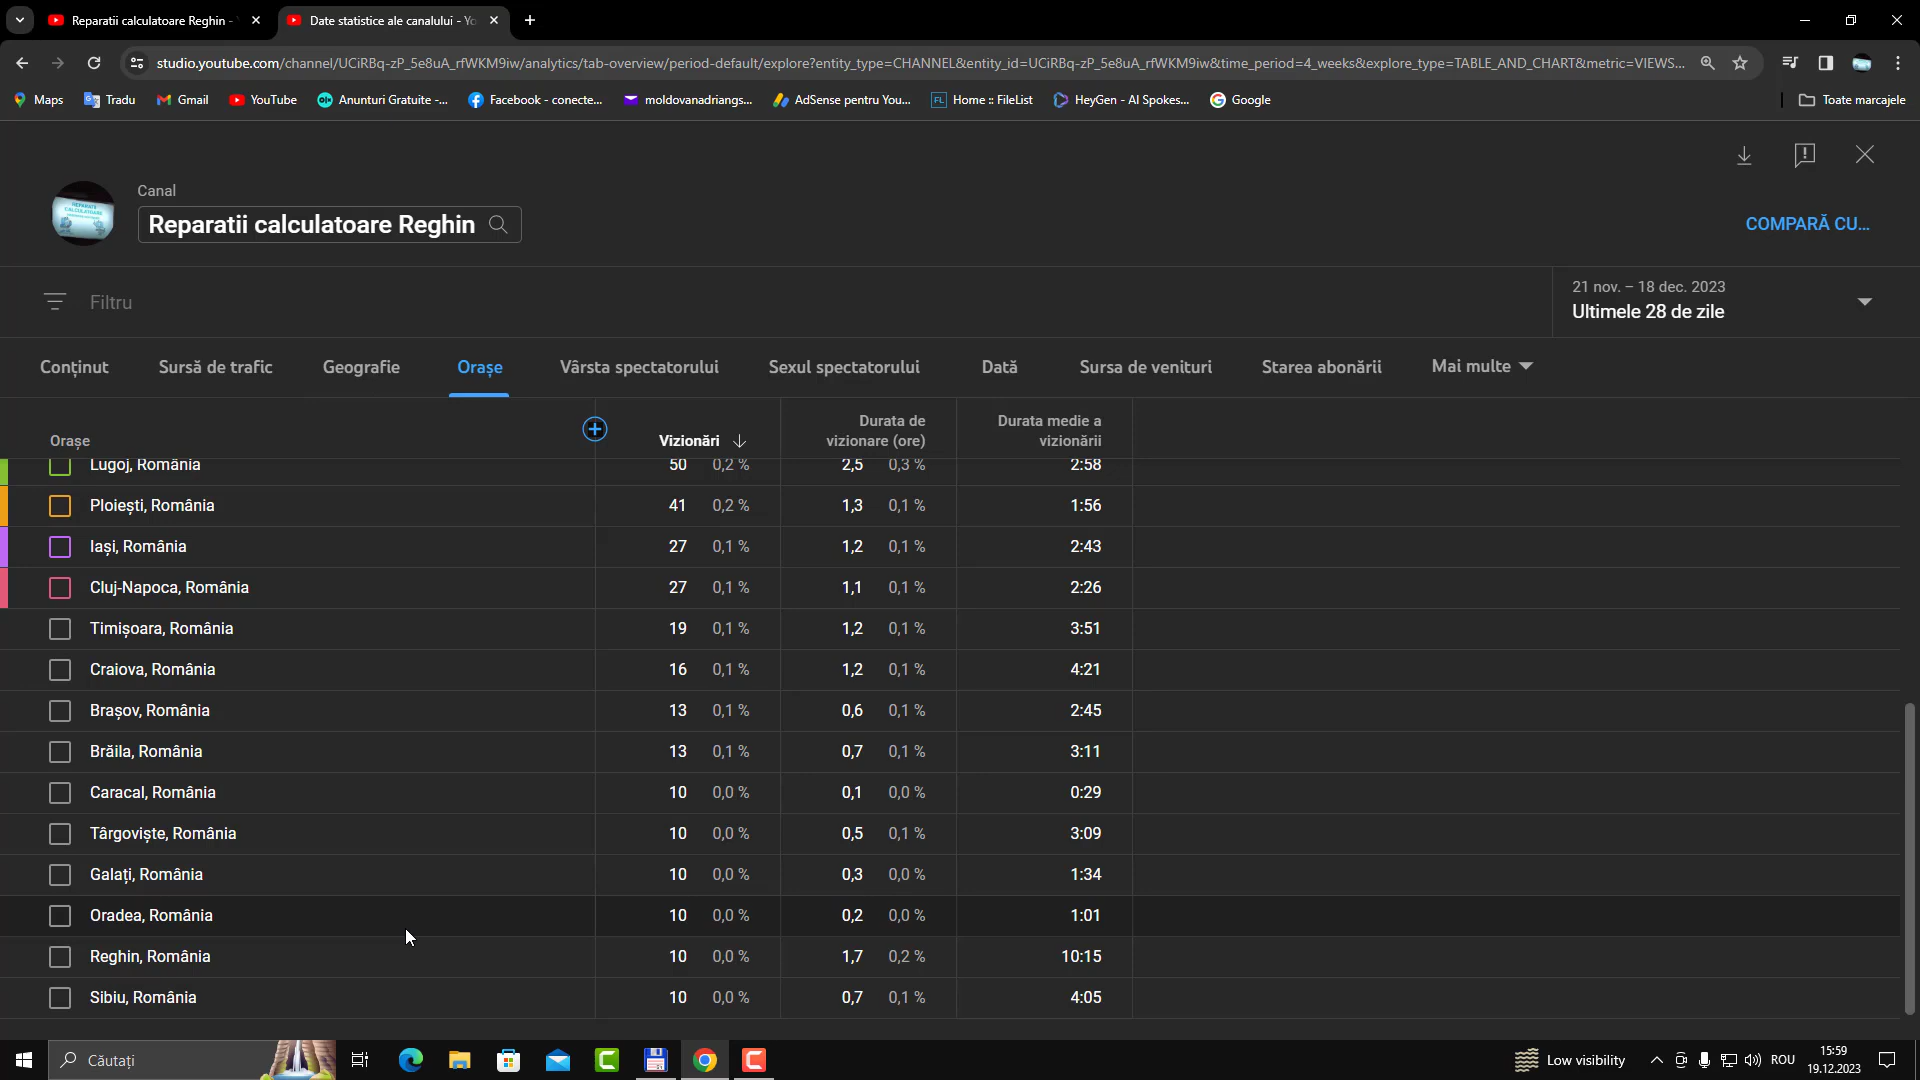 Reparatii calculatoare Reghin -
Date statistice ale canalului - Yo
studio.youtube.com/channel/UCiRBq-zP_5e8uA_rfWKM9iw/analytics/tab-overview/period-default/explore?entity_type=CHANNEL&entity_id=UCiRBq-zP_5e8uA_rfWKM9iw&time_period=4_weeks&explore_type=TABLE_AND_CHART&metric=VIEWS...
Maps Tradu Gmail YouTube Anunturi Gratuite -... Facebook - conecte... moldovanadriangs... AdSense pentru You... Home :: FileList HeyGen - AI Spokes... Google Toate marcajele
Canal
Reparatii calculatoare Reghin
COMPARĂ CU...
Filtru
21 nov. – 18 dec. 2023
Ultimele 28 de zile
Conținut Sursă de trafic Geografie Orașe Vârsta spectatorului Sexul spectatorului Dată Sursa de venituri Starea abonării Mai multe
Orașe Vizionări Durata de vizionare (ore) Durata medie a vizionării
Lugoj, România 50 0,2 % 2,5 0,3 % 2:58
Ploiești, România 41 0,2 % 1,3 0,1 % 1:56
Iași, România 27 0,1 % 1,2 0,1 % 2:43
Cluj-Napoca, România 27 0,1 % 1,1 0,1 % 2:26
Timișoara, România 19 0,1 % 1,2 0,1 % 3:51
Craiova, România 16 0,1 % 1,2 0,1 % 4:21
Brașov, România 13 0,1 % 0,6 0,1 % 2:45
Brăila, România 13 0,1 % 0,7 0,1 % 3:11
Caracal, România 10 0,0 % 0,1 0,0 % 0:29
Târgoviște, România 10 0,0 % 0,5 0,1 % 3:09
Galați, România 10 0,0 % 0,3 0,0 % 1:34
Oradea, România 10 0,0 % 0,2 0,0 % 1:01
Reghin, România 10 0,0 % 1,7 0,2 % 10:15
Sibiu, România 10 0,0 % 0,7 0,1 % 4:05
Căutați
Low visibility
ROU
15:59
19.12.2023